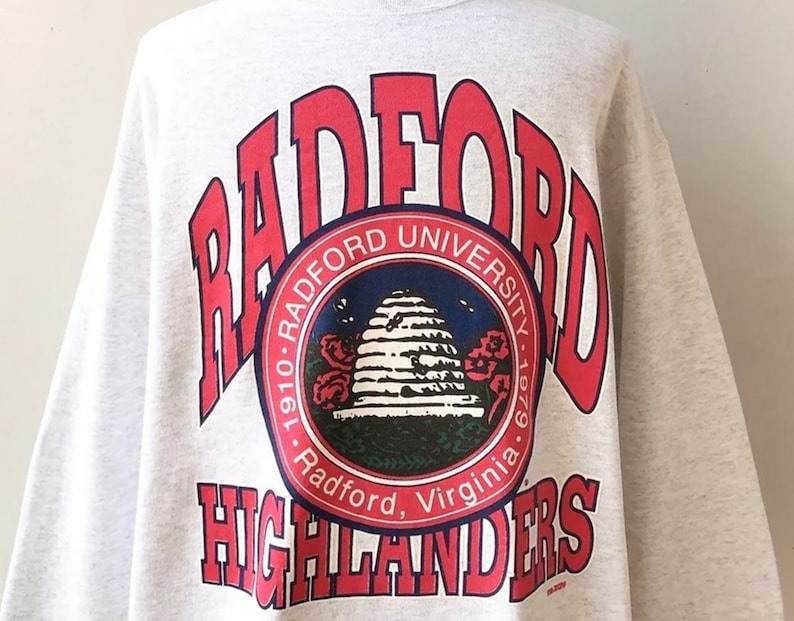 RADFORD
1910 · RADFORD UNIVERSITY · 1979 ·
Radford, Virginia
HIGHLANDERS